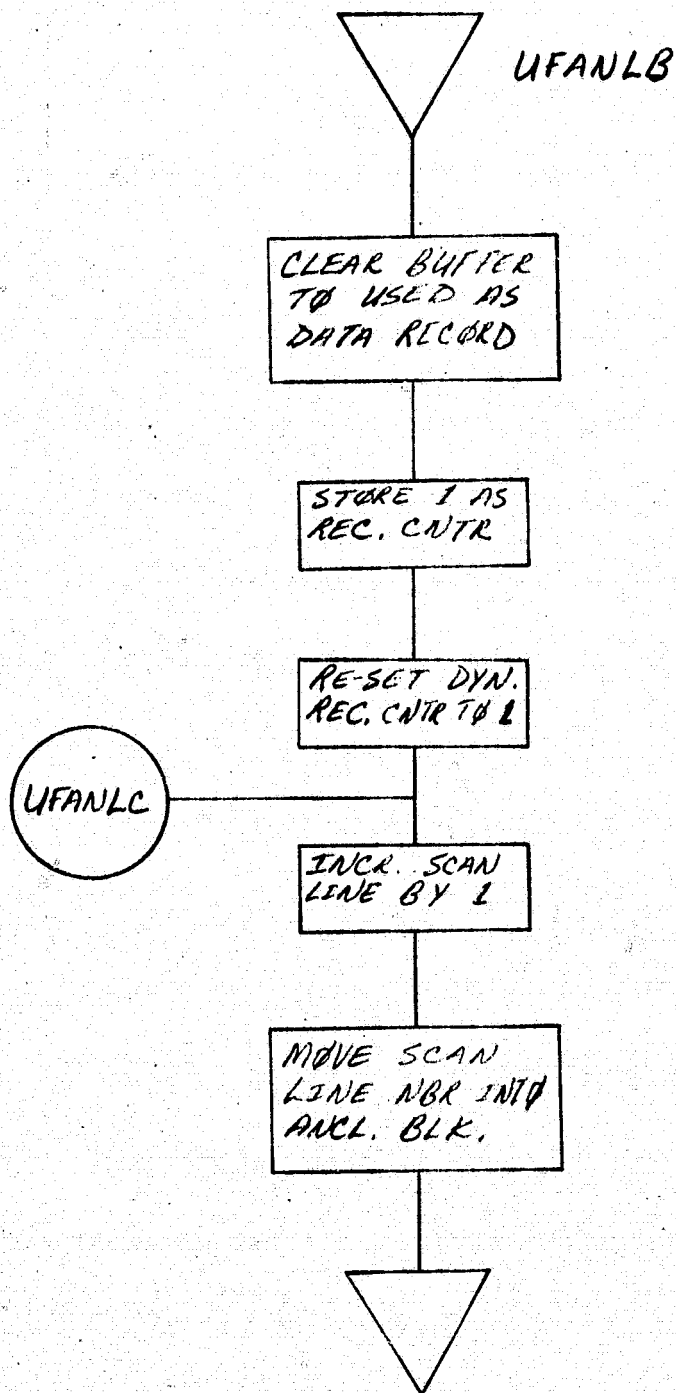 UFANLB
CLEAR BUFFER
TØ USED AS
DATA RECØRD
STØRE 1 AS
REC. CNTR
RE-SET DYN.
REC. CNTR TØ 1
UFANLC
INCR. SCAN
LINE BY 1
MØVE SCAN
LINE NBR INTØ
ANCL. BLK.